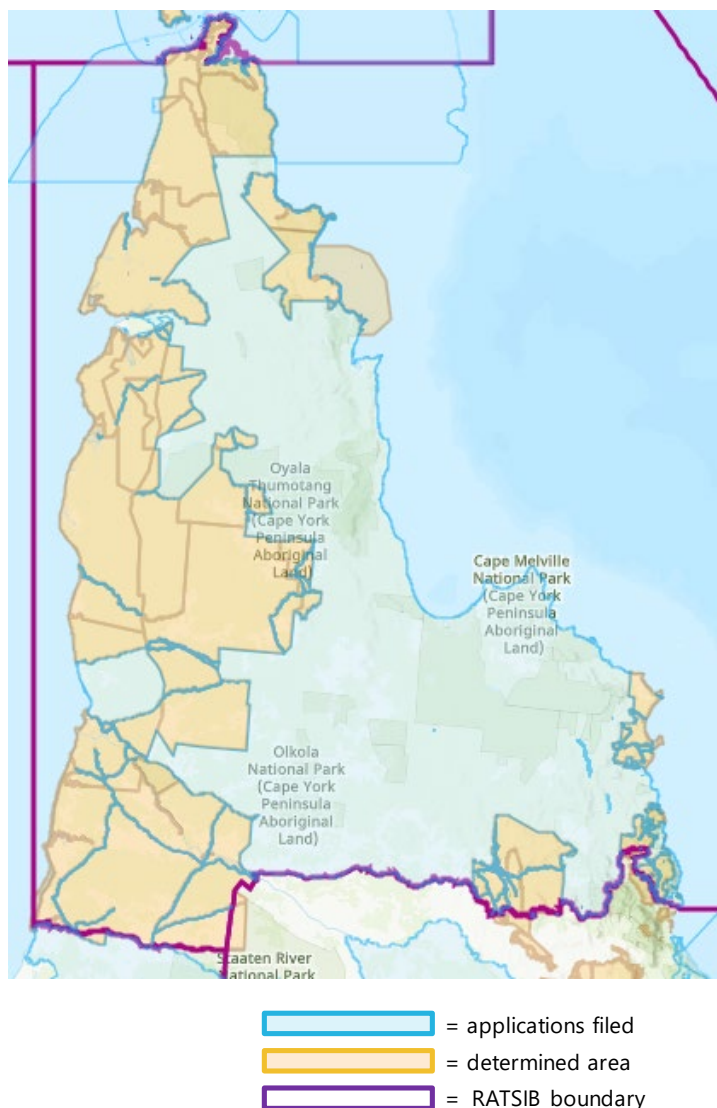 Oyala
Thumotang
National Park
(Cape York
Peninsula
Aboriginal
Land)
Cape Melville
National Park
(Cape York
Peninsula
Aboriginal
Land)
Olkola
National Park
(Cape York
Peninsula
Aboriginal
Land)
Staaten River
National Park
= applications filed
= determined area
= RATSIB boundary